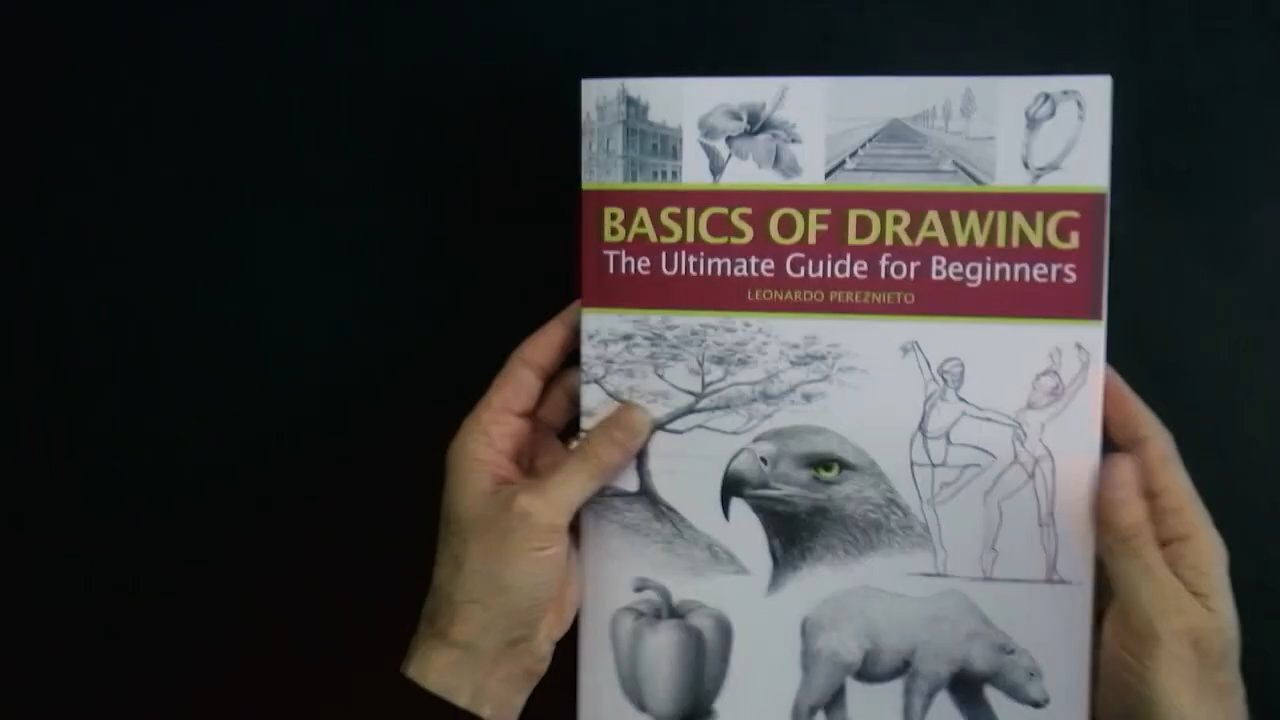 BASICS OF DRAWING
The Ultimate Guide for Beginners
LEONARDO PEREZNIETO